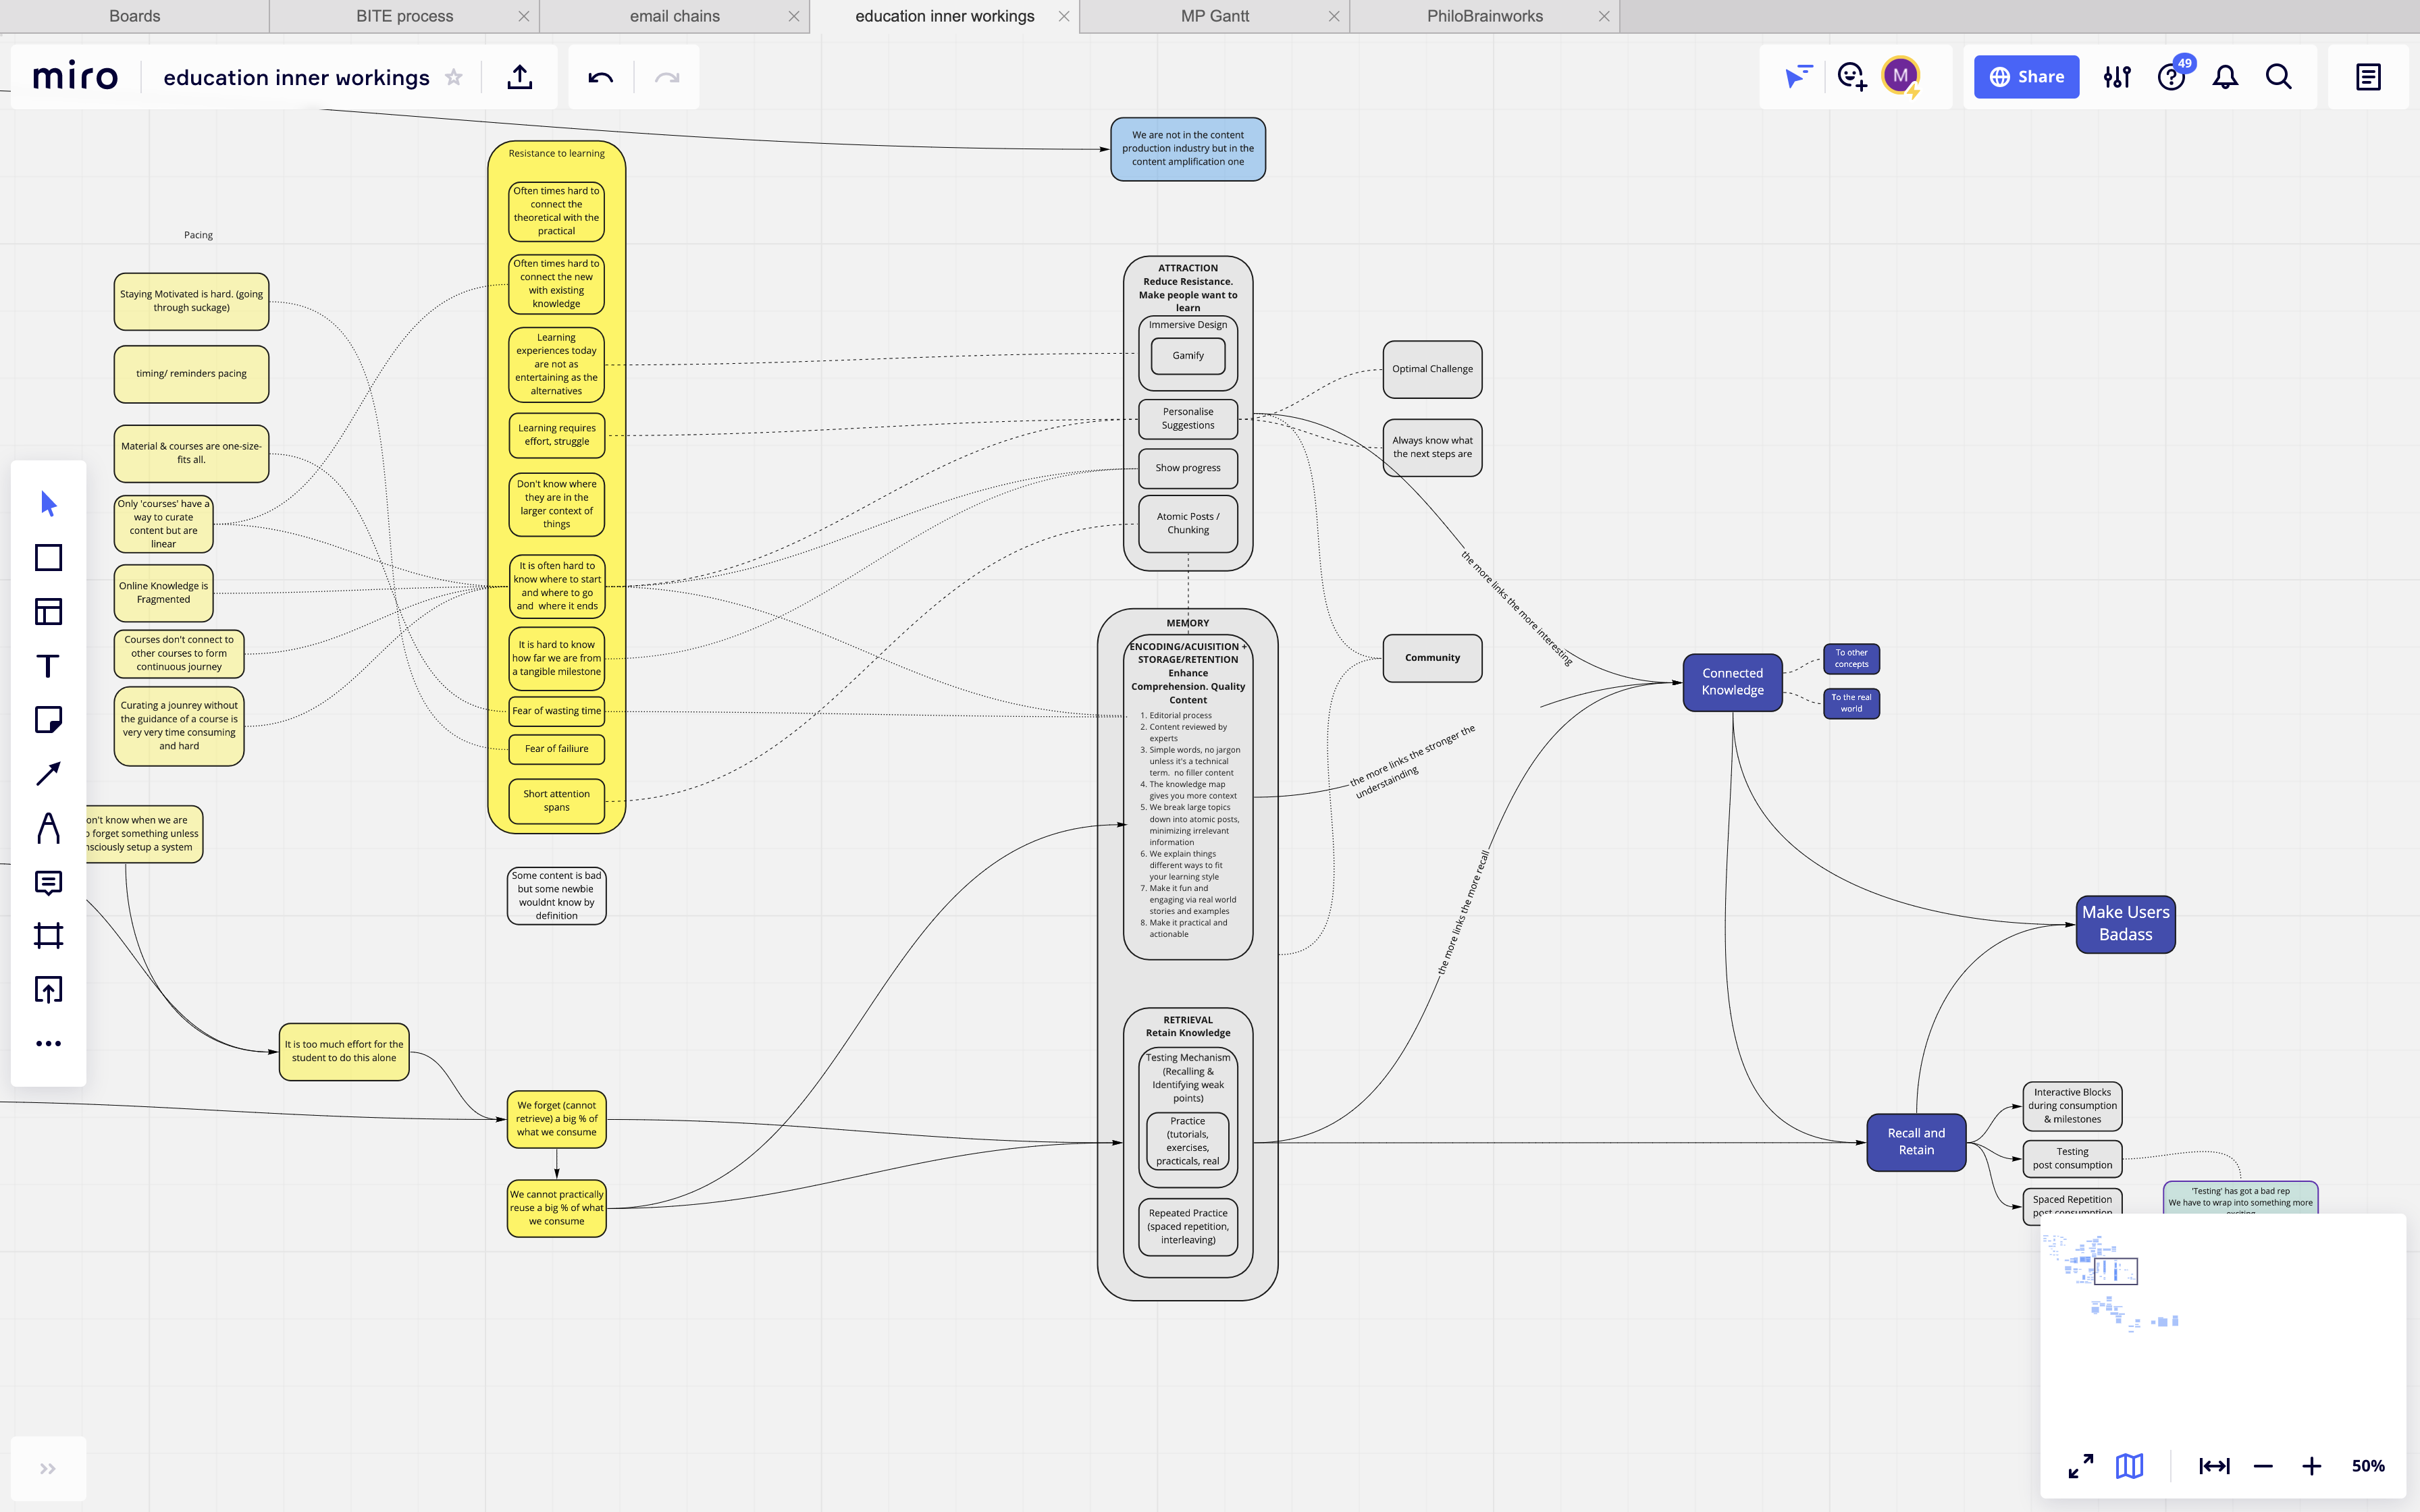 Boards
BITE process
email chains
education inner workings
MP Gantt
PhiloBrainworks
miro
education inner workings
M
Share
49
We are not in the content
production industry but in the
content amplification one
Resistance to learning
Often times hard to
connect the
theoretical with the
practical
Often times hard to
connect the new
with existing
knowledge
Learning
experiences today
are not as
entertaining as the
alternatives
Learning requires
effort, struggle
Don't know where
they are in the
larger context of
things
It is often hard to
know where to start
and where to go
and where it ends
It is hard to know
how far we are from
a tangible milestone
Fear of wasting time
Fear of failiure
Short attention
spans
Pacing
Staying Motivated is hard. (going
through suckage)
timing/ reminders pacing
Material & courses are one-size-
fits all.
Only 'courses' have a
way to curate
content but are
linear
Online Knowledge is
Fragmented
Courses don't connect to
other courses to form
continuous journey
Curating a jounrey without
the guidance of a course is
very very time consuming
and hard
on't know when we are
forget something unless
nsciously setup a system
Some content is bad
but some newbie
wouldnt know by
definition
It is too much effort for the
student to do this alone
We forget (cannot
retrieve) a big % of
what we consume
We cannot practically
reuse a big % of what
we consume
ATTRACTION
Reduce Resistance.
Make people want to
learn
Immersive Design
Gamify
Personalise
Suggestions
Show progress
Atomic Posts /
Chunking
MEMORY
ENCODING/ACUISITION +
STORAGE/RETENTION
Enhance
Comprehension. Quality
Content
1. Editorial process
2. Content reviewed by
experts
3. Simple words, no jargon
unless it's a technical
term. no filler content
4. The knowledge map
gives you more context
5. We break large topics
down into atomic posts,
minimizing irrelevant
information
6. We explain things
different ways to fit
your learning style
7. Make it fun and
engaging via real world
stories and examples
8. Make it practical and
actionable
RETRIEVAL
Retain Knowledge
Testing Mechanism
(Recalling &
Identifying weak
points)
Practice
(tutorials,
exercises,
practicals, real
Repeated Practice
(spaced repetition,
interleaving)
Optimal Challenge
Always know what
the next steps are
Community
the more links the more interesting
the more links the stronger the
understainding
the more links the more recall
Connected
Knowledge
To other
concepts
To the real
world
Make Users
Badass
Recall and
Retain
Interactive Blocks
during consumption
& milestones
Testing
post consumption
Spaced Repetition
post consumption
'Testing' has got a bad rep
We have to wrap into something more
50%